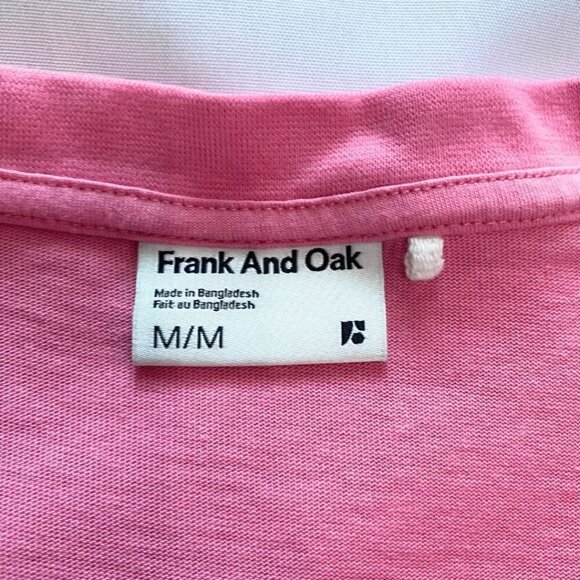 Frank And Oak
Made in Bangladesh
Fait au Bangladesh
M/M